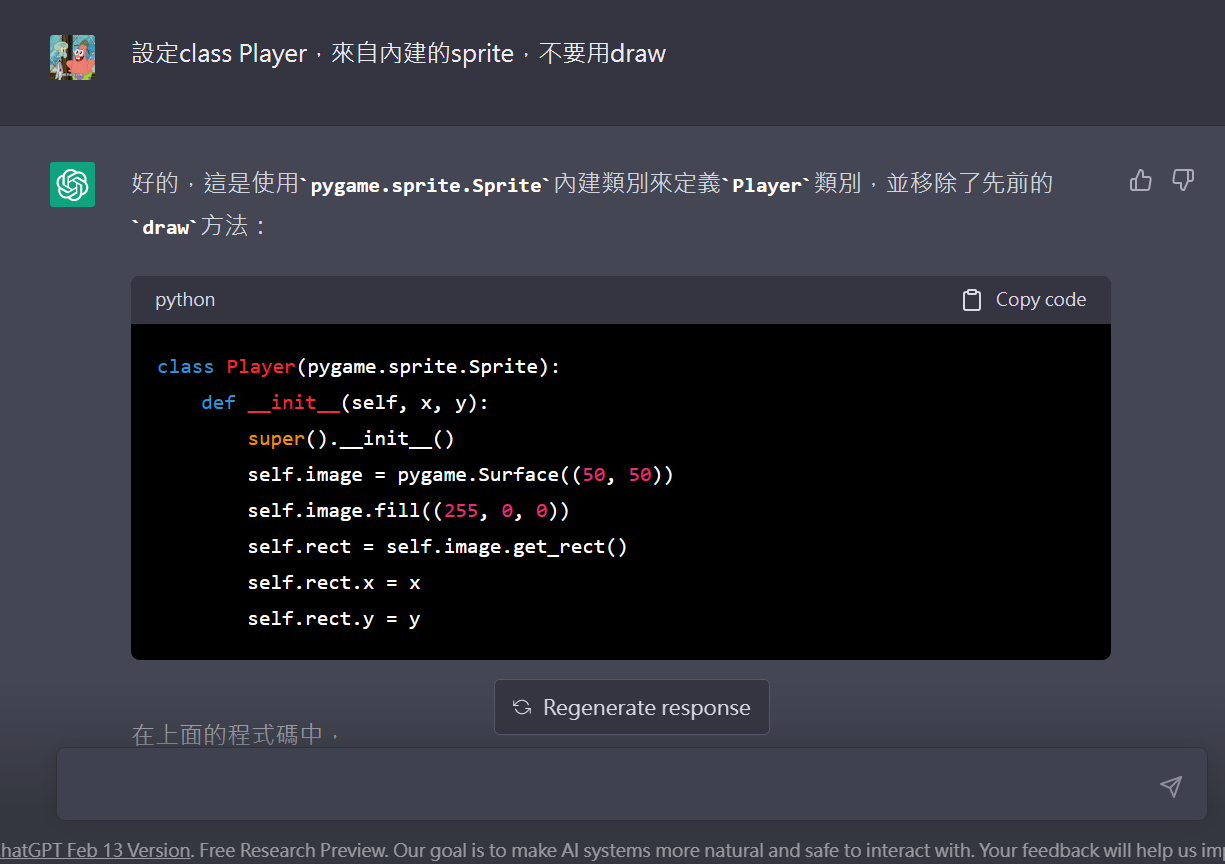 設定class Player，來自內建的sprite，不要用draw
好的，這是使用`pygame.sprite.Sprite`內建類別來定義`Player`類別，並移除了先前的
`draw`方法：
python
Copy code
class Player(pygame.sprite.Sprite):
    def __init__(self, x, y):
        super().__init__()
        self.image = pygame.Surface((50, 50))
        self.image.fill((255, 0, 0))
        self.rect = self.image.get_rect()
        self.rect.x = x
        self.rect.y = y
Regenerate response
在上面的程式碼中，
hatGPT Feb 13 Version. Free Research Preview. Our goal is to make AI systems more natural and safe to interact with. Your feedback will help us imp